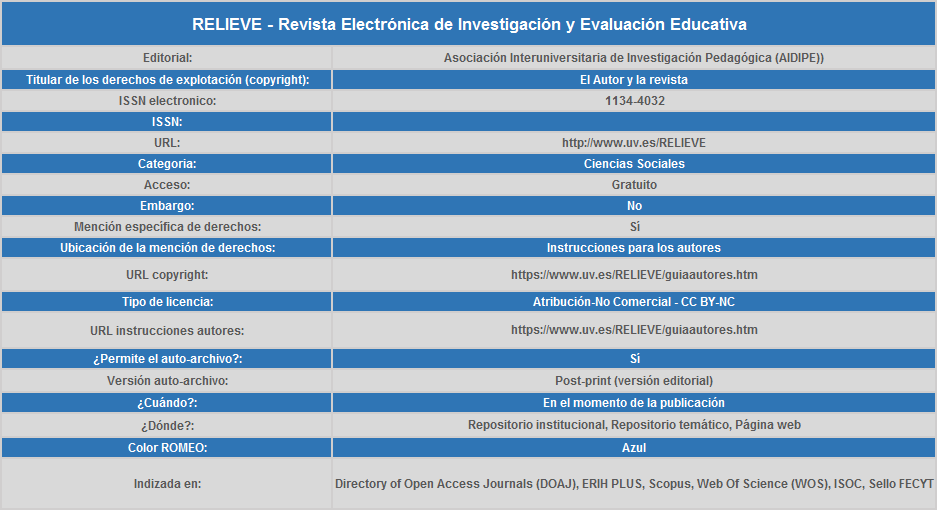 RELIEVE - Revista Electrónica de Investigación y Evaluación Educativa
Editorial: Asociación Interuniversitaria de Investigación Pedagógica (AIDIPE))
Titular de los derechos de explotación (copyright): El Autor y la revista
ISSN electronico: 1134-4032
ISSN:
URL: http://www.uv.es/RELIEVE
Categoria: Ciencias Sociales
Acceso: Gratuito
Embargo: No
Mención específica de derechos: Sí
Ubicación de la mención de derechos: Instrucciones para los autores
URL copyright: https://www.uv.es/RELIEVE/guiautores.htm
Tipo de licencia: Atribución-No Comercial - CC BY-NC
URL instrucciones autores: https://www.uv.es/RELIEVE/guiautores.htm
¿Permite el auto-archivo?: Sí
Versión auto-archivo: Post-print (versión editorial)
¿Cuándo?: En el momento de la publicación
¿Dónde?: Repositorio institucional, Repositorio temático, Página web
Color ROMEO: Azul
Indizada en: Directory of Open Access Journals (DOAJ), ERIH PLUS, Scopus, Web Of Science (WOS), ISOC, Sello FECYT